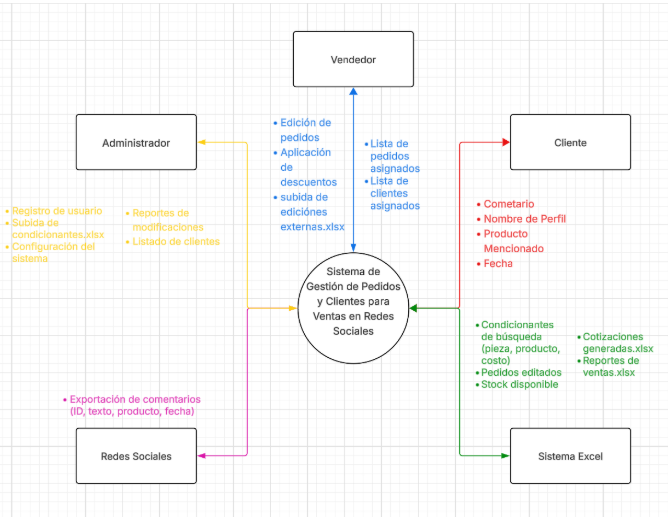 Vendedor
Administrador
Cliente
• Edición de
pedidos
• Aplicación
de
descuentos
• subida de
ediciónes
externas.xlsx
• Lista de
pedidos
asignados
• Lista de
clientes
asignados
• Registro de usuario
• Subida de
condicionantes.xlsx
• Configuración del
sistema
• Reportes de
modificaciones
• Listado de clientes
• Cometario
• Nombre de Perfil
• Producto
Mencionado
• Fecha
Sistema de
Gestión de Pedidos
y Clientes para
Ventas en Redes
Sociales
• Condicionantes
de búsqueda
(pieza, producto,
costo)
• Pedidos editados
• Stock disponible
• Cotizaciones
generadas.xlsx
• Reportes de
ventas.xlsx
• Exportación de comentarios
(ID, texto, producto, fecha)
Redes Sociales
Sistema Excel